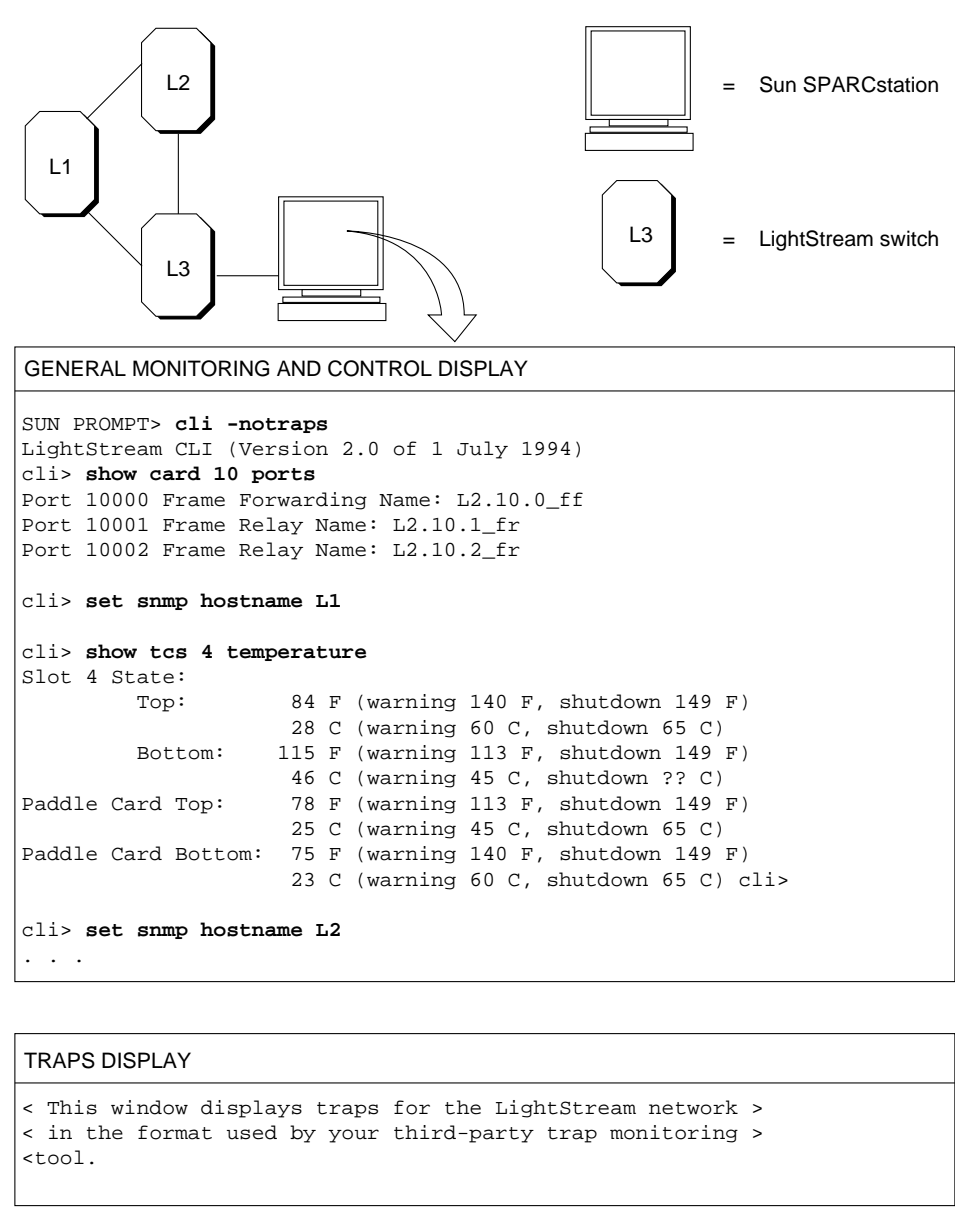 L2
= Sun SPARCstation
L1
L3
L3
= LightStream switch
GENERAL MONITORING AND CONTROL DISPLAY
SUN PROMPT> cli -notraps
LightStream CLI (Version 2.0 of 1 July 1994)
cli> show card 10 ports
Port 10000 Frame Forwarding Name: L2.10.0_ff
Port 10001 Frame Relay Name: L2.10.1_fr
Port 10002 Frame Relay Name: L2.10.2_fr
cli> set snmp hostname L1
cli> show tcs 4 temperature
Slot 4 State:
Top: 84 F (warning 140 F, shutdown 149 F)
28 C (warning 60 C, shutdown 65 C)
Bottom: 115 F (warning 113 F, shutdown 149 F)
46 C (warning 45 C, shutdown ?? C)
Paddle Card Top: 78 F (warning 113 F, shutdown 149 F)
25 C (warning 45 C, shutdown 65 C)
Paddle Card Bottom: 75 F (warning 140 F, shutdown 149 F)
23 C (warning 60 C, shutdown 65 C) cli>
cli> set snmp hostname L2
. . .
TRAPS DISPLAY
< This window displays traps for the LightStream network >
< in the format used by your third-party trap monitoring >
<tool.